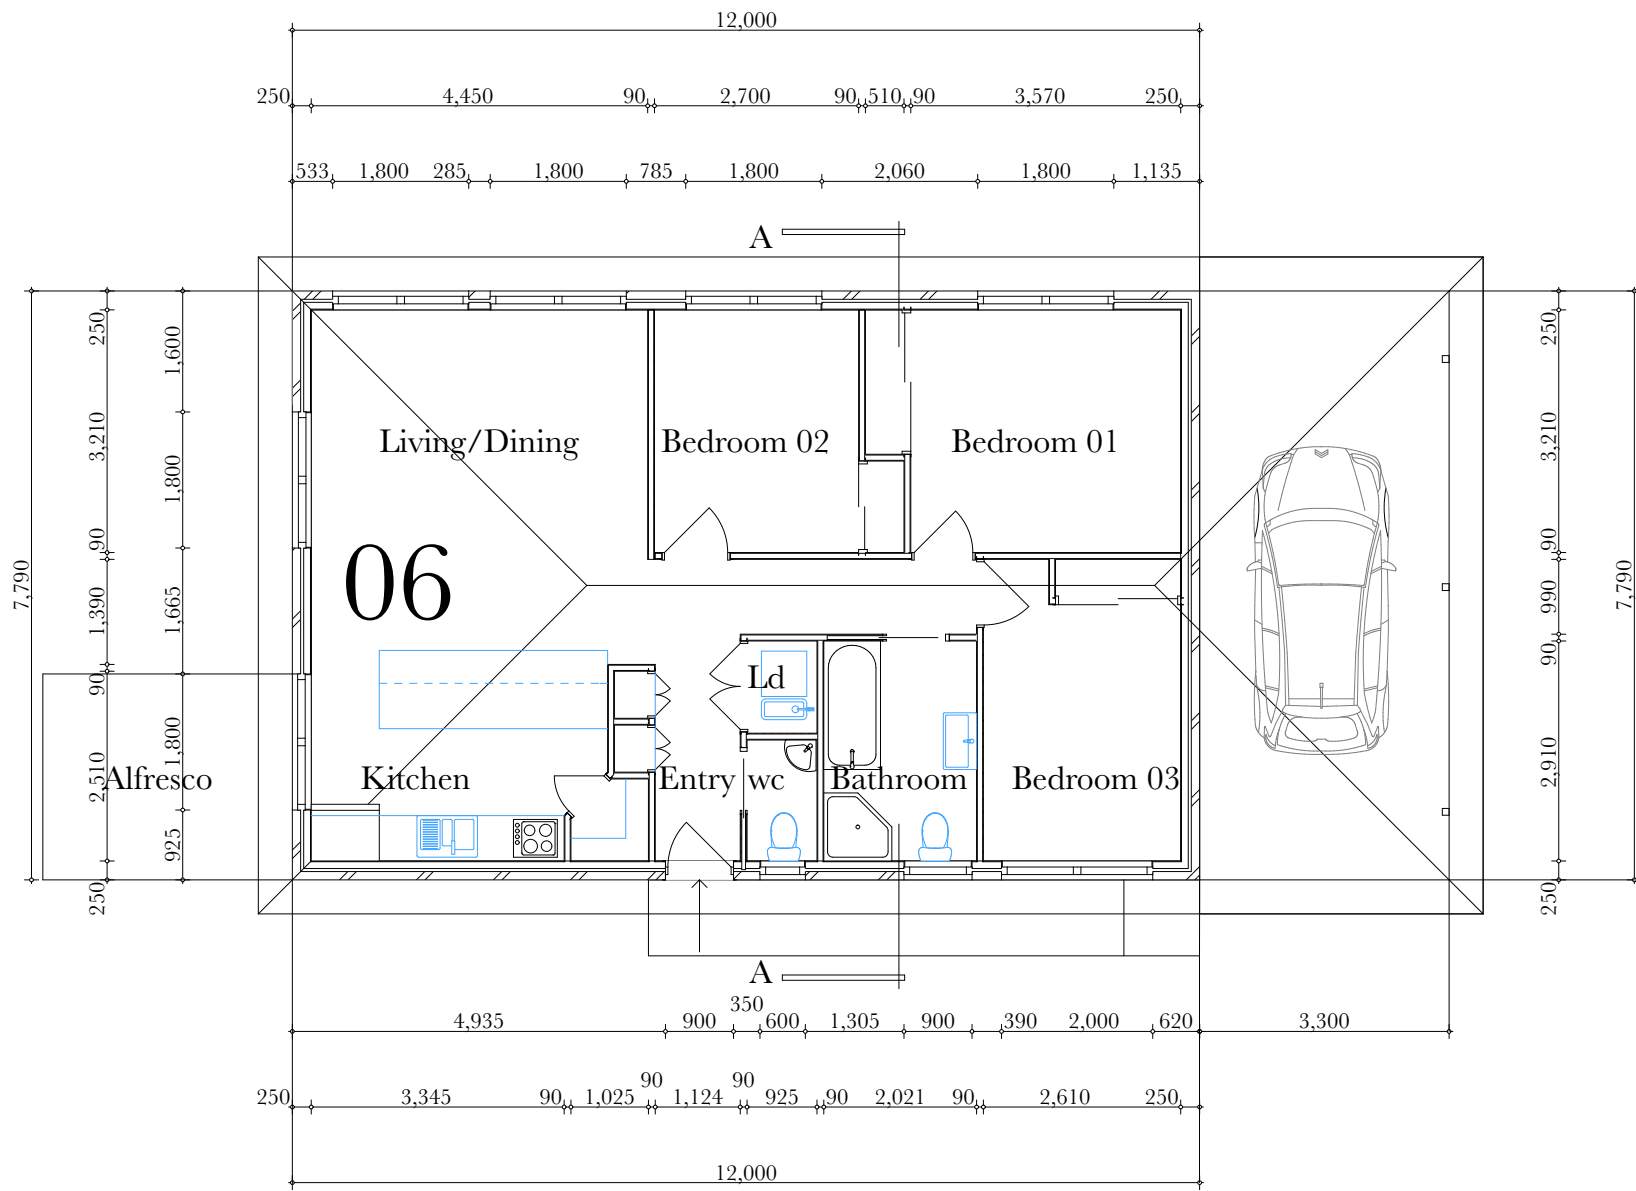 12,000
250 4,450 90 2,700 90 510 90 3,570 250
533 1,800 285 1,800 785 1,800 2,060 1,800 1,135
A
7,790
250 3,210 90 1,390 90 2,510 250
1,600 1,800 1,665 1,800 925
Living/Dining Bedroom 02 Bedroom 01
06
Ld
Alfresco Kitchen Entry wc Bathroom Bedroom 03
250 3,210 90 990 90 2,910 250
7,790
A
350
4,935 900 600 1,305 900 390 2,000 620 3,300
90 90
250 3,345 90 1,025 1,124 925 90 2,021 90 2,610 250
12,000